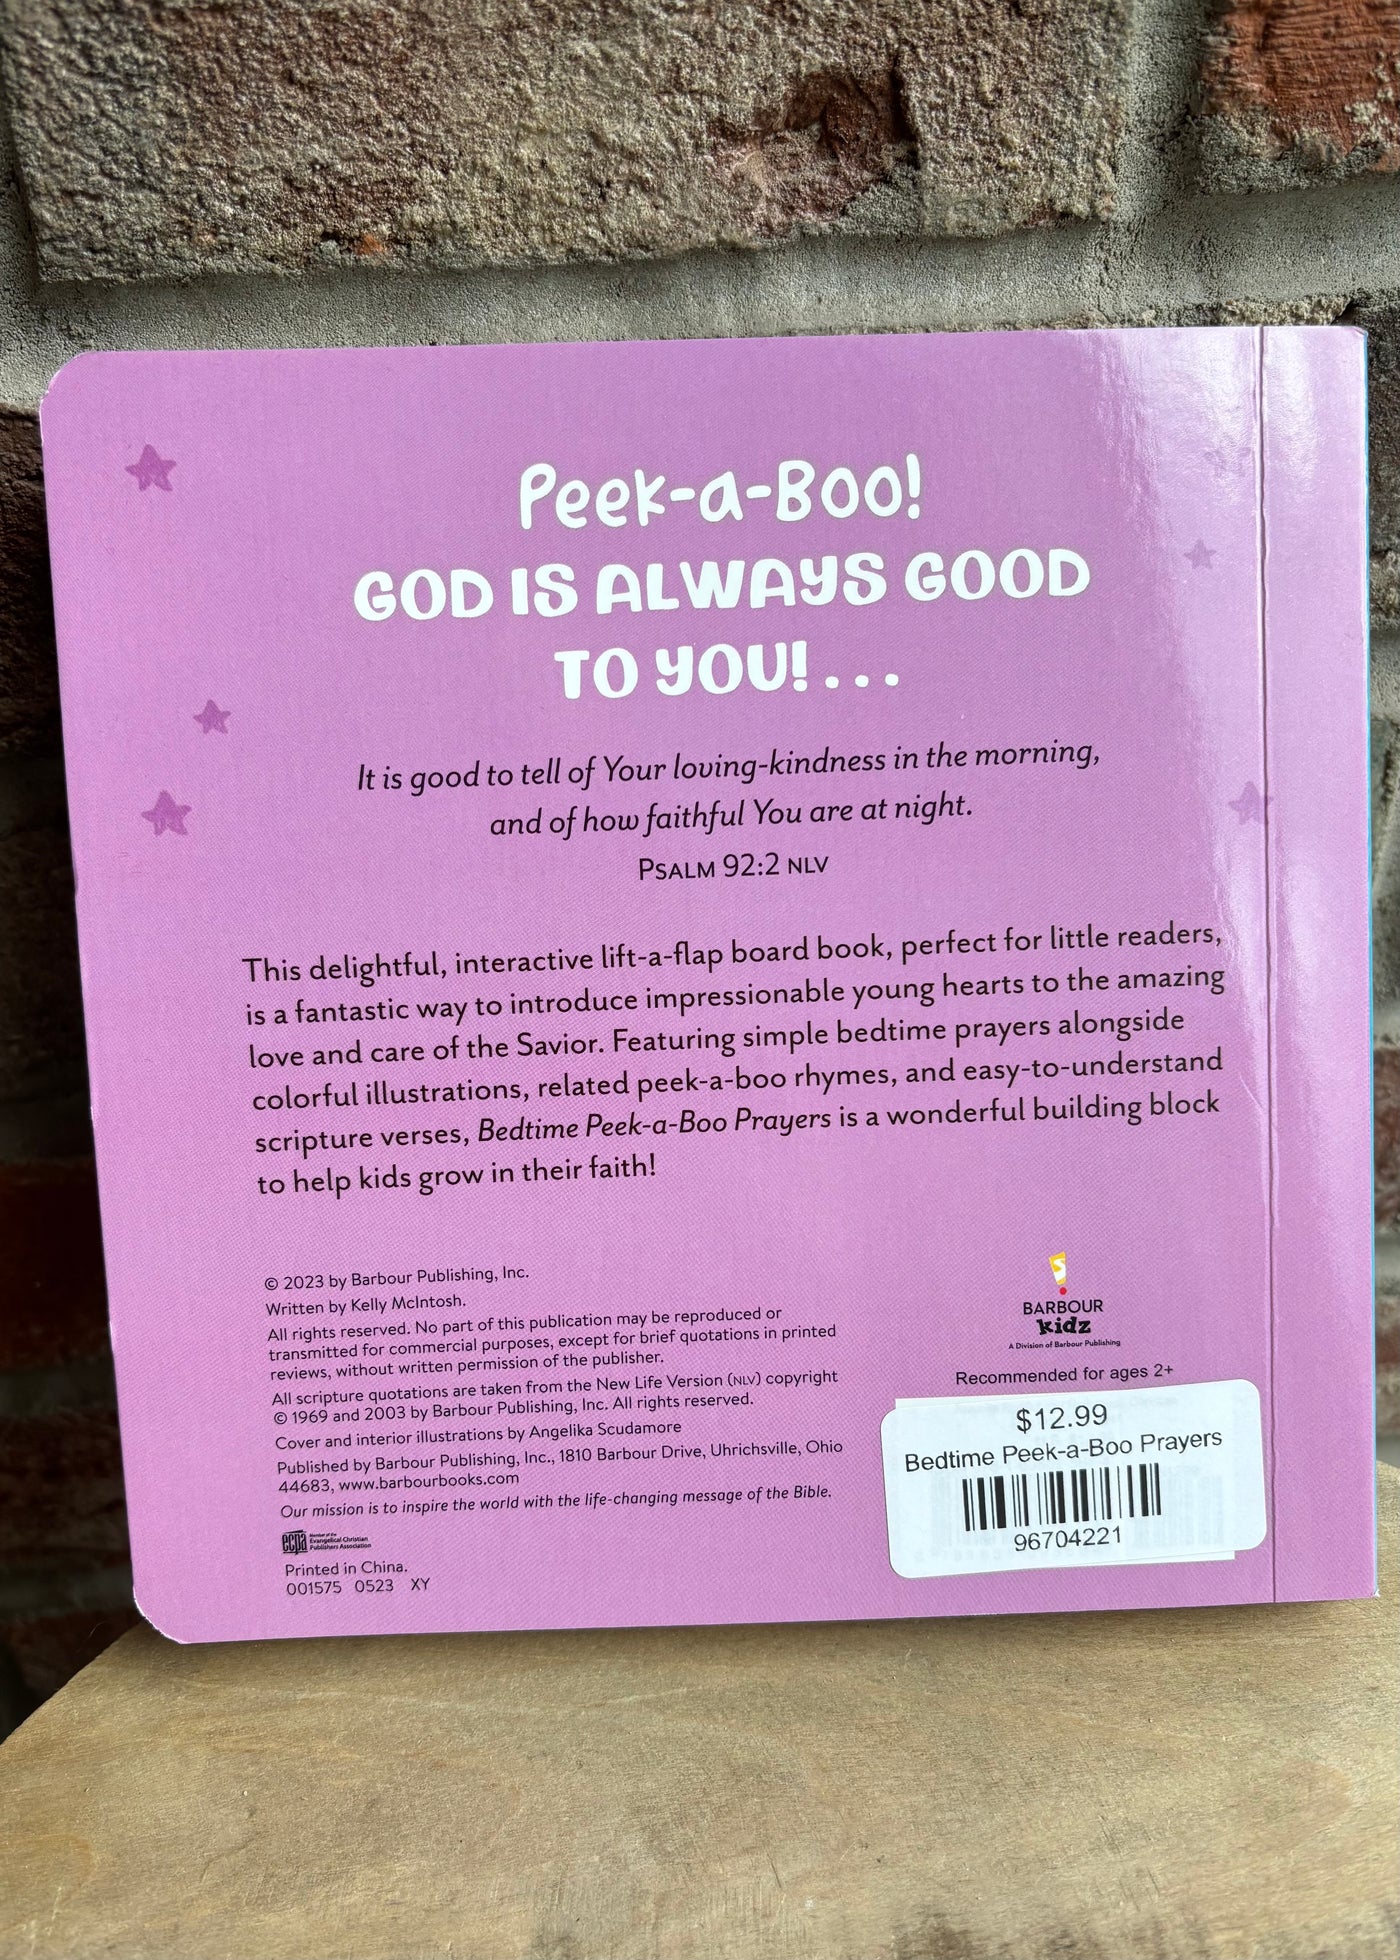 Peek-a-Boo!
GOD IS ALWAYS GOOD
TO YOU! . . .
It is good to tell of Your loving-kindness in the morning,
and of how faithful You are at night.
PSALM 92:2 NLV
This delightful, interactive lift-a-flap board book, perfect for little readers,
is a fantastic way to introduce impressionable young hearts to the amazing
love and care of the Savior. Featuring simple bedtime prayers alongside
colorful illustrations, related peek-a-boo rhymes, and easy-to-understand
scripture verses, Bedtime Peek-a-Boo Prayers is a wonderful building block
to help kids grow in their faith!
© 2023 by Barbour Publishing, Inc.
Written by Kelly McIntosh.
All rights reserved. No part of this publication may be reproduced or
transmitted for commercial purposes, except for brief quotations in printed
reviews, without written permission of the publisher.
All scripture quotations are taken from the New Life Version (NLV) copyright
© 1969 and 2003 by Barbour Publishing, Inc. All rights reserved.
Cover and interior illustrations by Angelika Scudamore
Published by Barbour Publishing, Inc., 1810 Barbour Drive, Uhrichsville, Ohio
44683, www.barbourbooks.com
Our mission is to inspire the world with the life-changing message of the Bible.
ecpa Member of the
Evangelical Christian
Publishers Association
Printed in China.
001575 0523 XY
BARBOUR
kidz
A Division of Barbour Publishing
Recommended for ages 2+
$12.99
Bedtime Peek-a-Boo Prayers
96704221